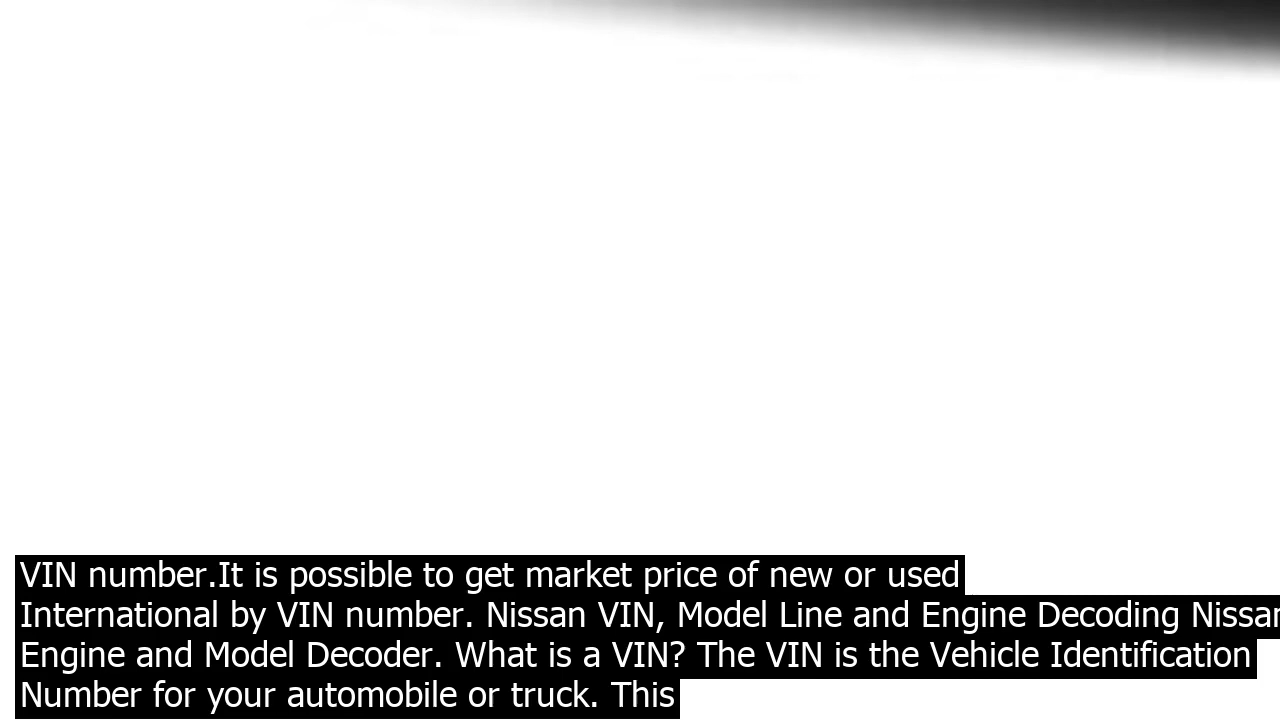 VIN number.It is possible to get market price of new or used
International by VIN number. Nissan VIN, Model Line and Engine Decoding Nissan
Engine and Model Decoder. What is a VIN? The VIN is the Vehicle Identification
Number for your automobile or truck. This